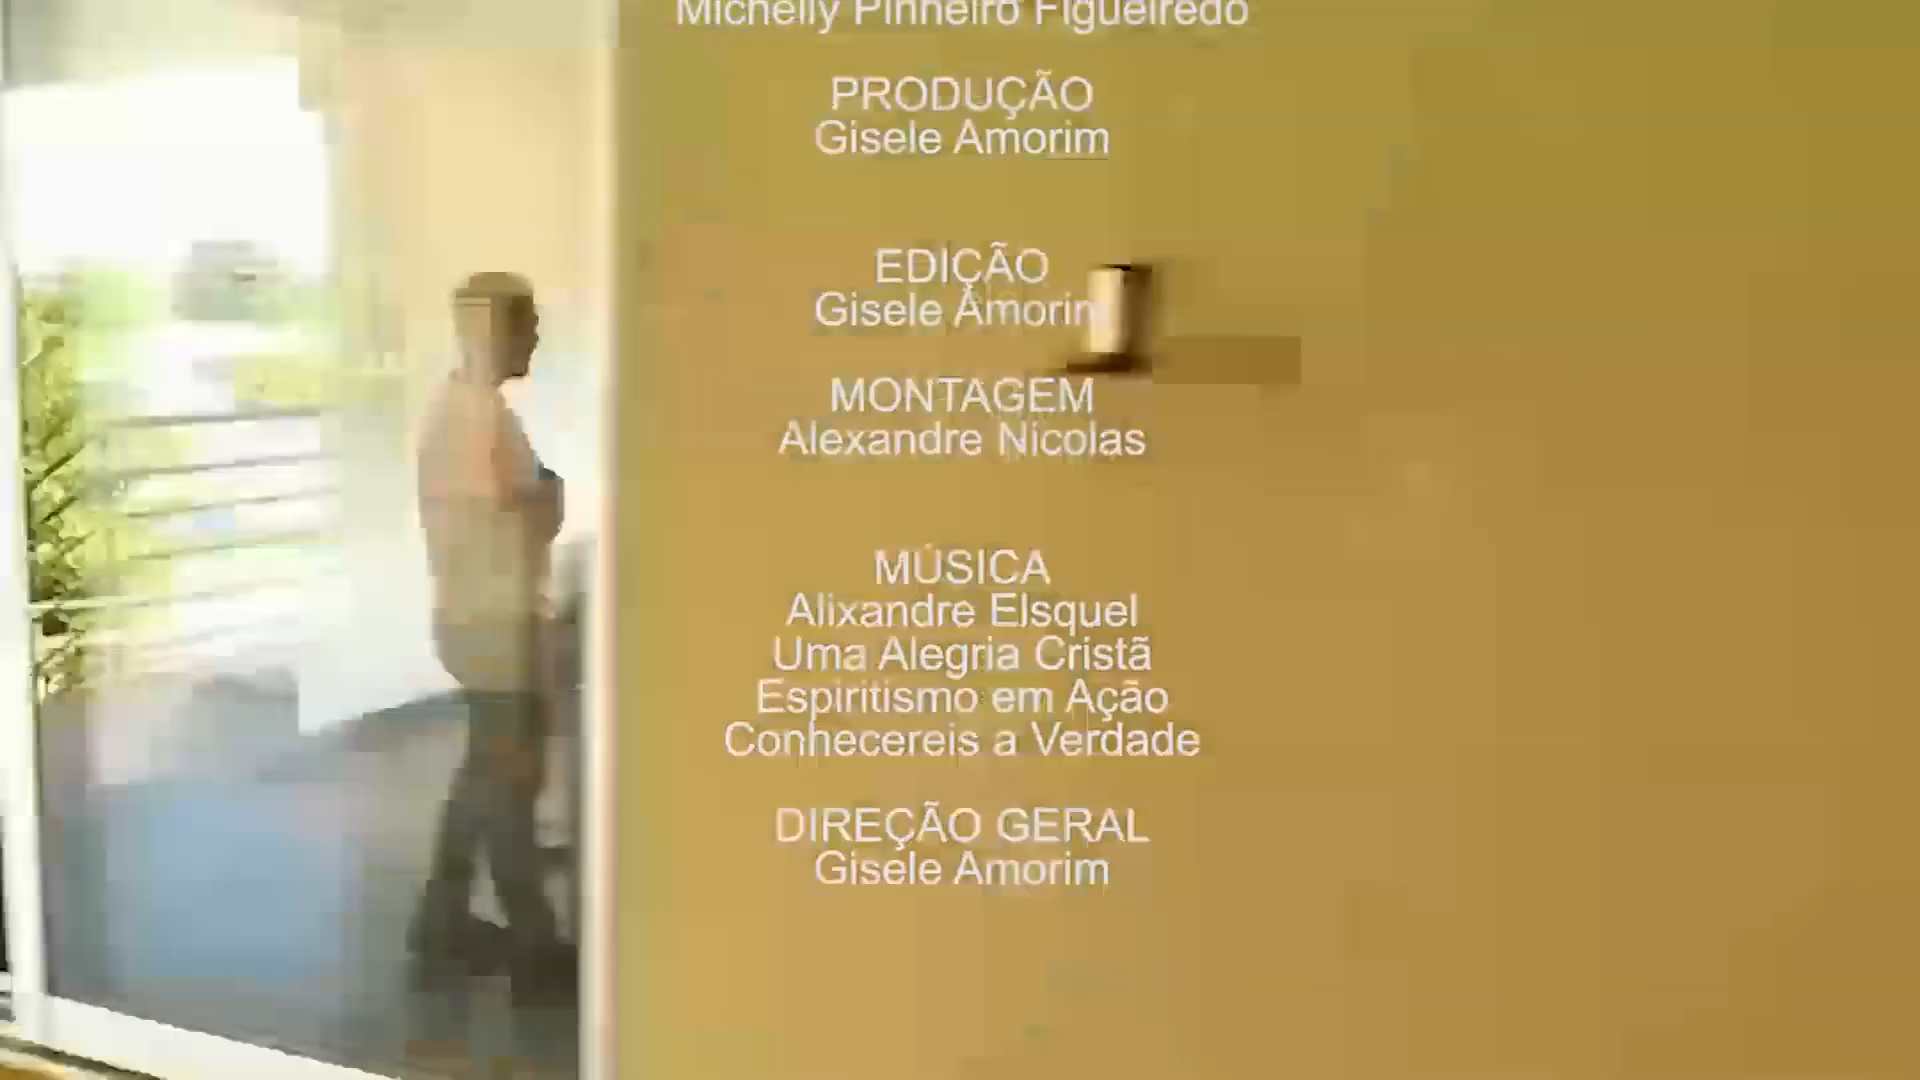 Michelly Pinheiro Figueiredo
PRODUÇÃO
Gisele Amorim
EDIÇÃO
Gisele Amorim
MONTAGEM
Alexandre Nicolas
MÚSICA
Alixandre Elsquel
Uma Alegria Cristã
Espiritismo em Ação
Conhecereis a Verdade
DIREÇÃO GERAL
Gisele Amorim